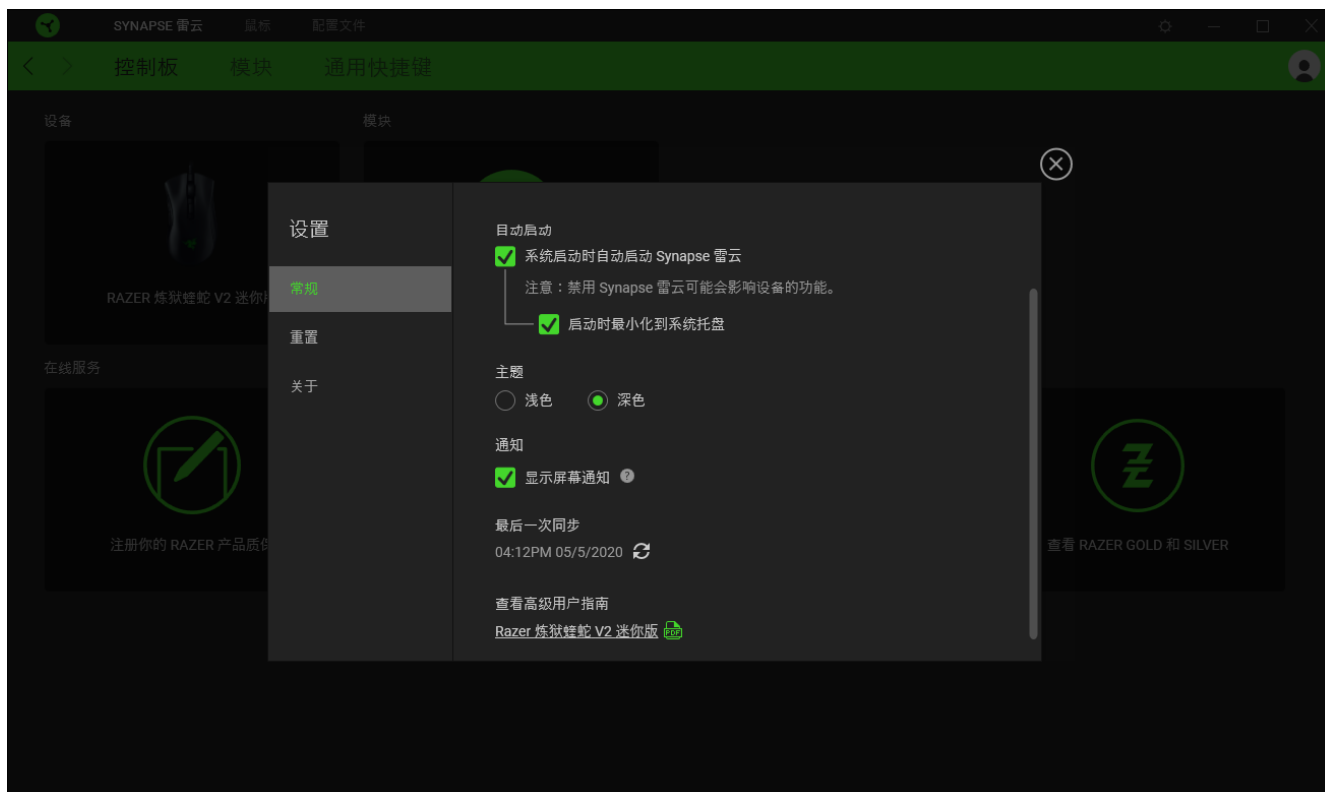 SYNAPSE 雷云 鼠标 配置文件
控制板 模块 通用快捷键
设备 模块
RAZER 炼狱蝰蛇 V2 迷你
在线服务
注册你的 RAZER 产品质
查看 RAZER GOLD 和 SILVER
设置
常规
重置
关于
自动启动
系统启动时自动启动 Synapse 雷云
注意：禁用 Synapse 雷云可能会影响设备的功能。
启动时最小化到系统托盘
主题
浅色 深色
通知
显示屏幕通知 ?
最后一次同步
04:12PM 05/5/2020
查看高级用户指南
Razer 炼狱蝰蛇 V2 迷你版 PDF